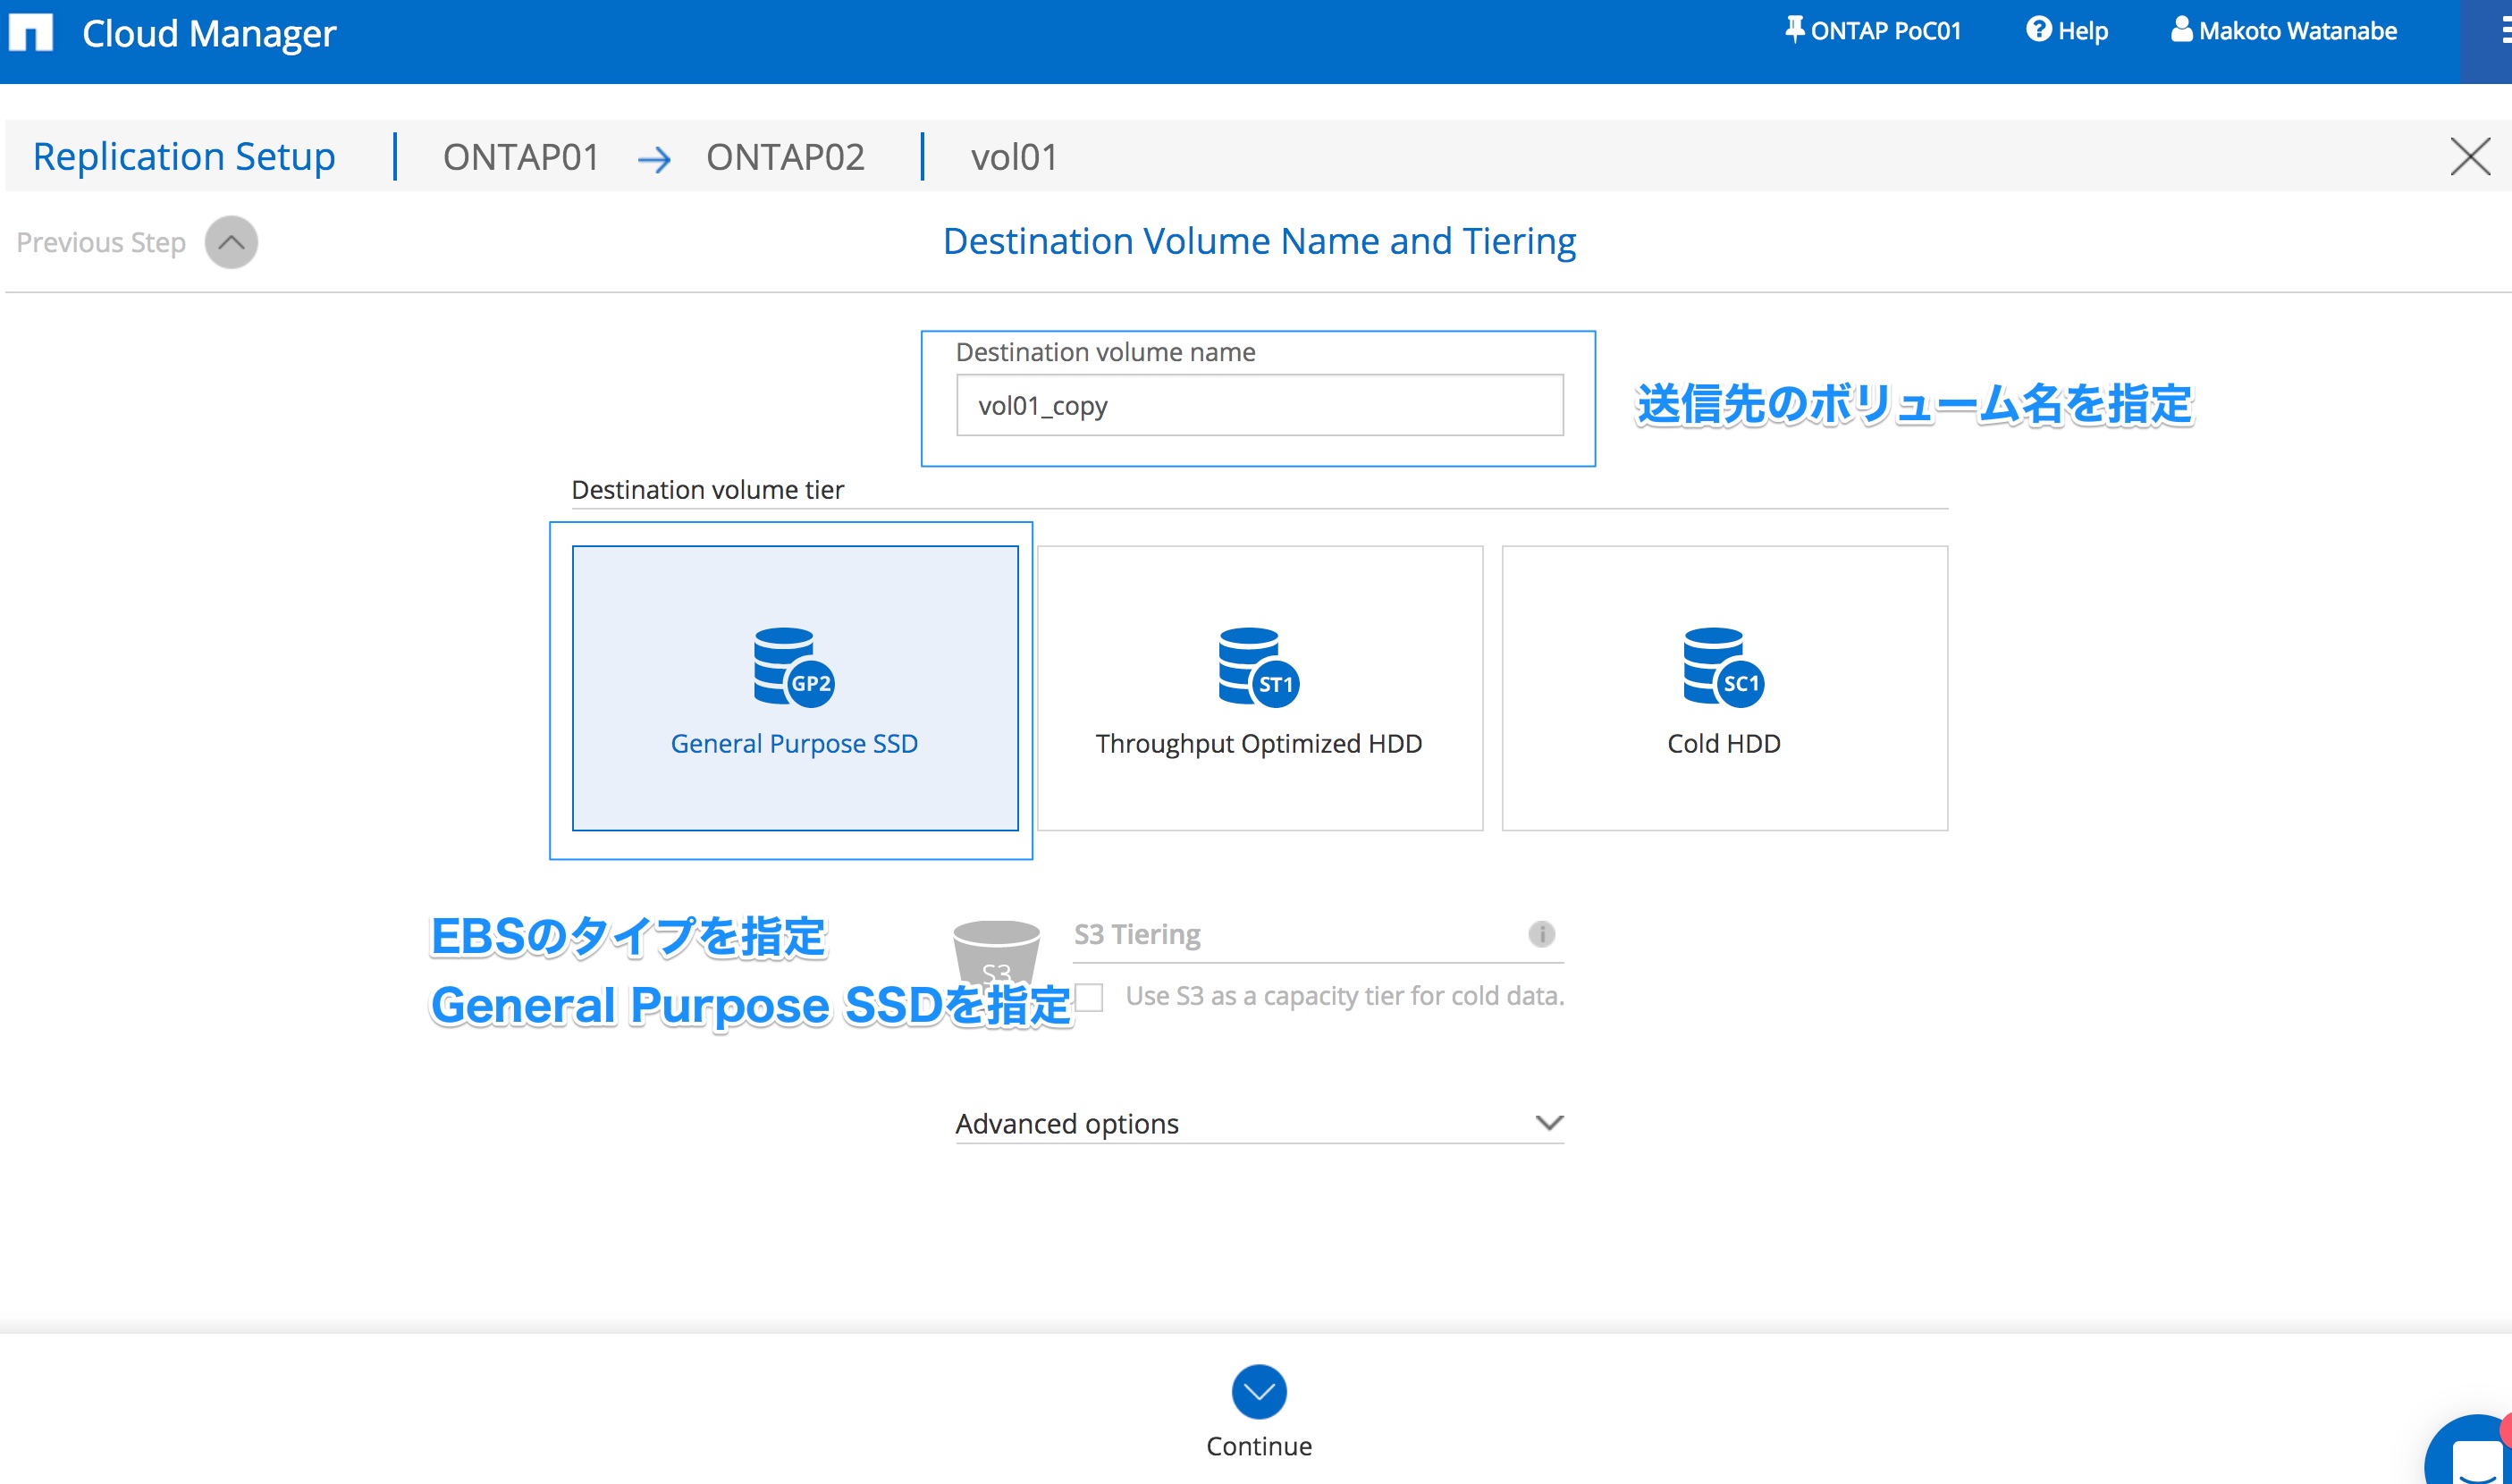 Cloud Manager
ONTAP PoC01
Help
Makoto Watanabe
Replication Setup
ONTAP01
ONTAP02
vol01
Previous Step
Destination Volume Name and Tiering
Destination volume name
vol01_copy
送信先のボリューム名を指定
Destination volume tier
GP2
General Purpose SSD
ST1
Throughput Optimized HDD
SC1
Cold HDD
EBSのタイプを指定
General Purpose SSDを指定
S3
S3 Tiering
Use S3 as a capacity tier for cold data.
Advanced options
Continue